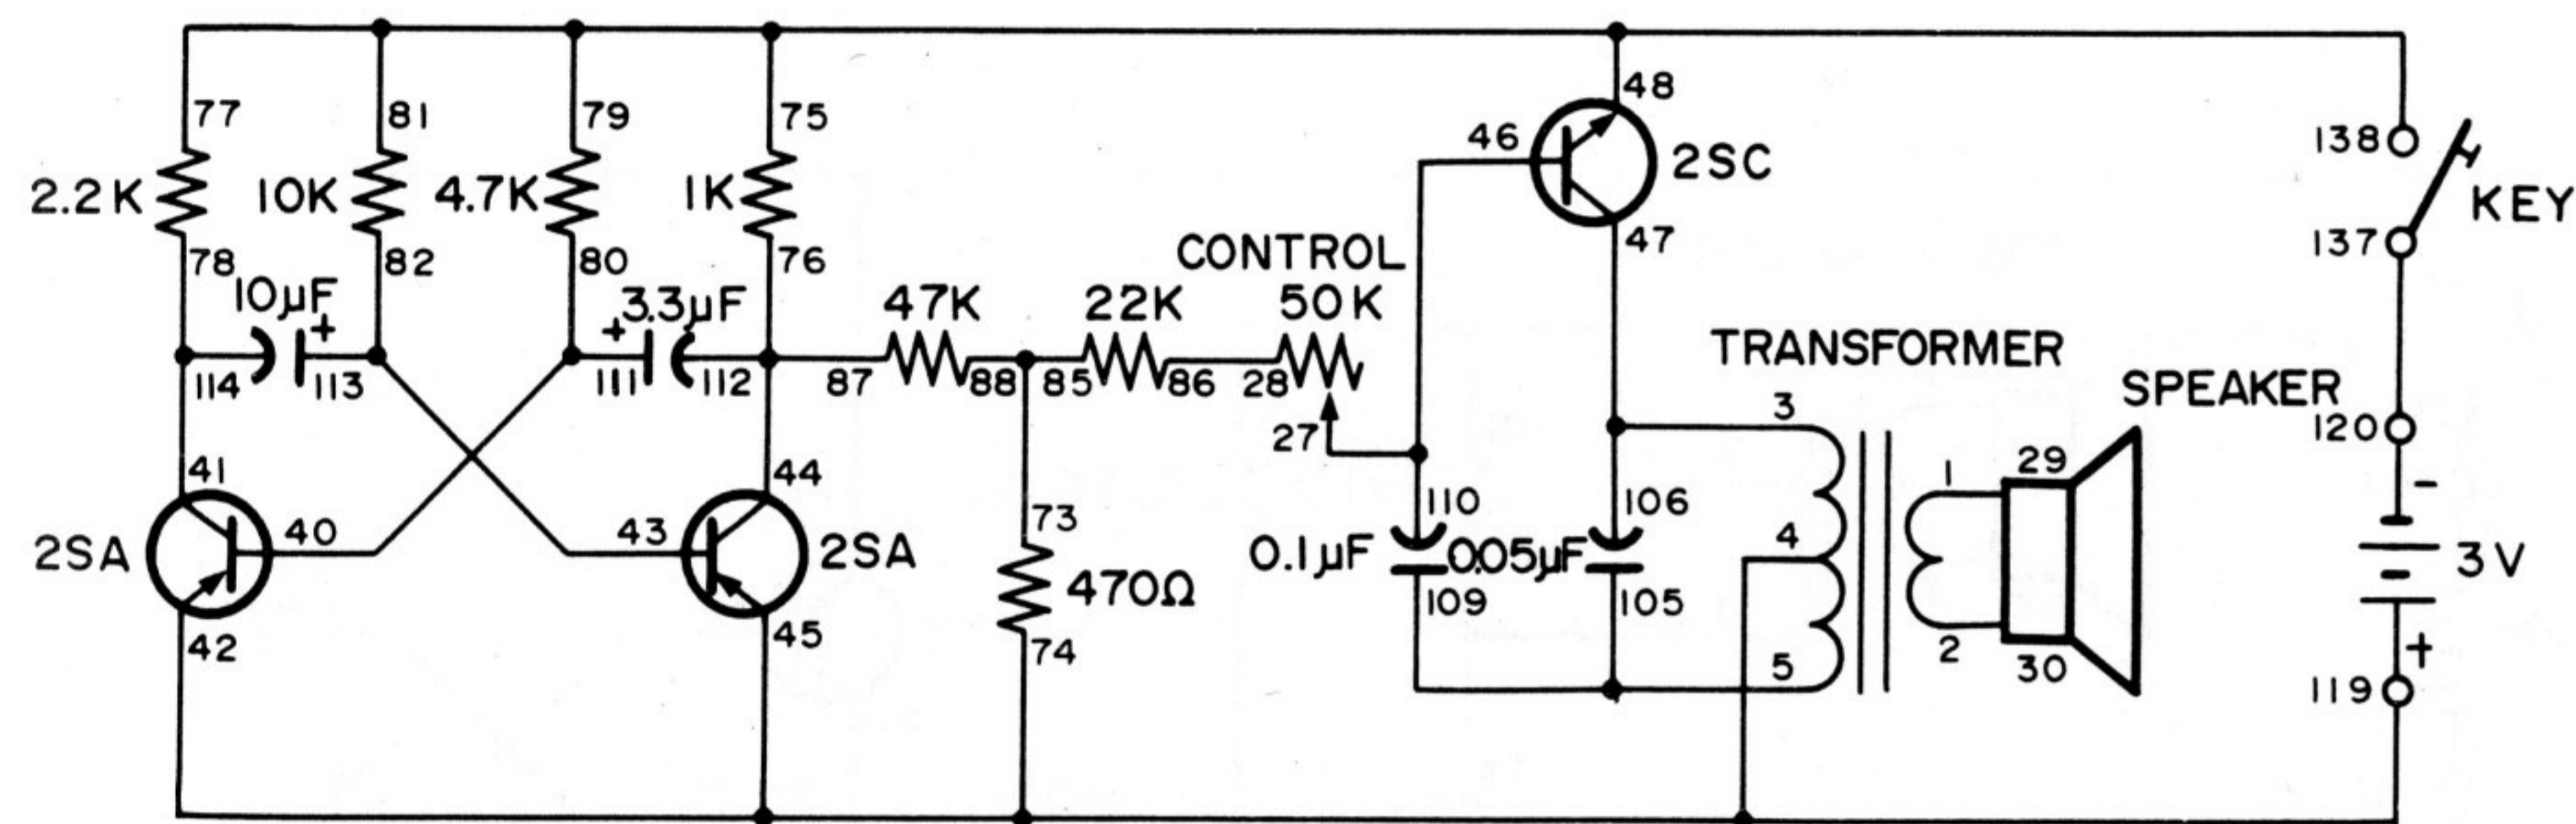 48
77
81
79
75
46
2SC
138
KEY
2.2K
10K
4.7K
1K
137
47
78
82
80
76
CONTROL
10µF
+
+
3.3µF
47K
22K
50K
TRANSFORMER
114
113
111
112
87
88
85
86
28
3
SPEAKER
27
120
41
44
29
-
1
110
106
73
40
43
4
2SA
2SA
0.1µF
0.05µF
3V
470Ω
109
105
42
45
74
5
2
30
+
119